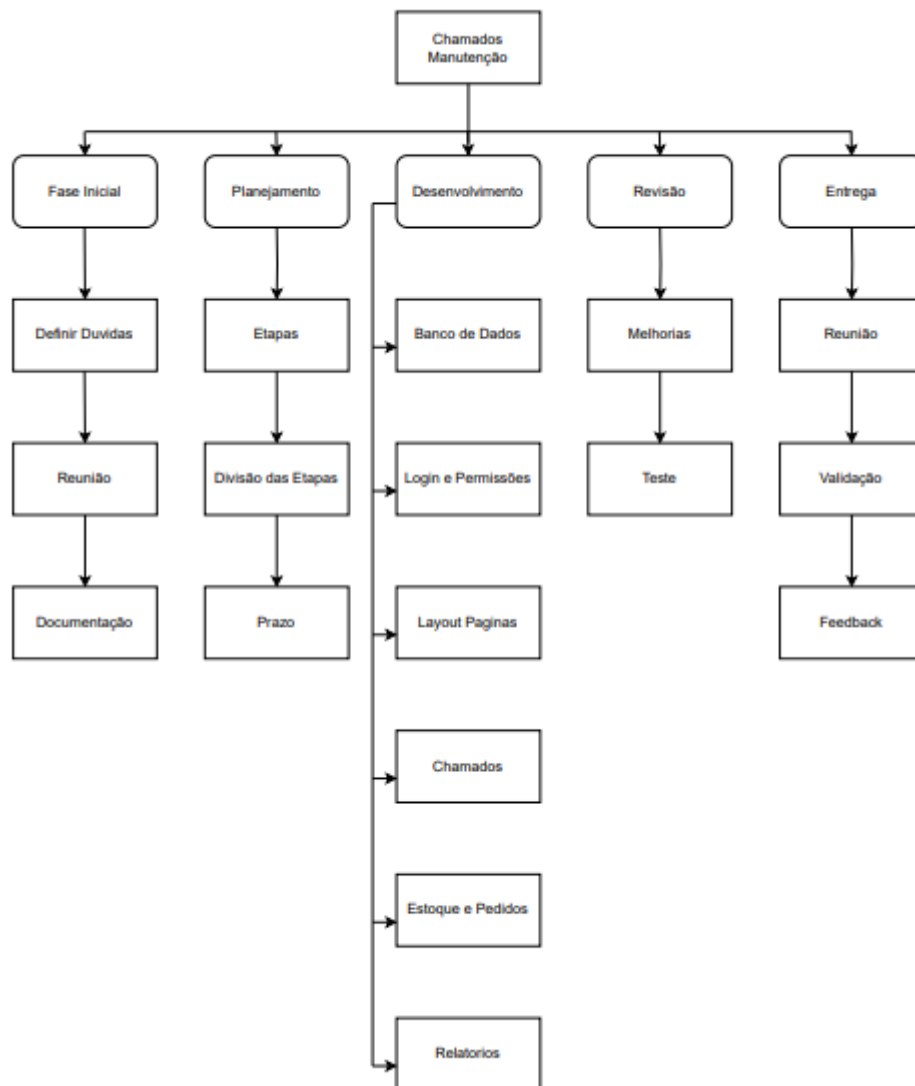 Chamados
Manutenção
Fase Inicial
Planejamento
Desenvolvimento
Revisão
Entrega
Definir Duvidas
Etapas
Banco de Dados
Melhorias
Reunião
Reunião
Divisão das Etapas
Login e Permissões
Teste
Validação
Documentação
Prazo
Layout Paginas
Feedback
Chamados
Estoque e Pedidos
Relatorios